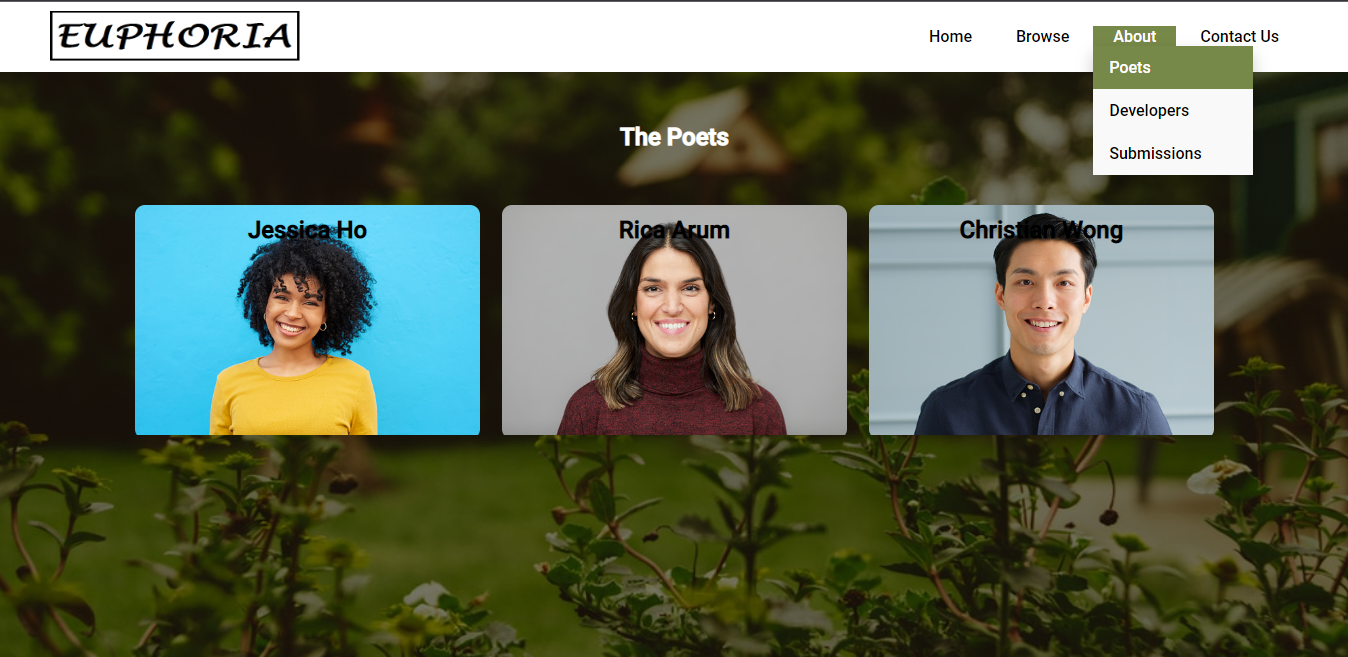 EUPHORIA
Home Browse About Contact Us
Poets
Developers
Submissions
The Poets
Jessica Ho Rica Arum Christian Wong